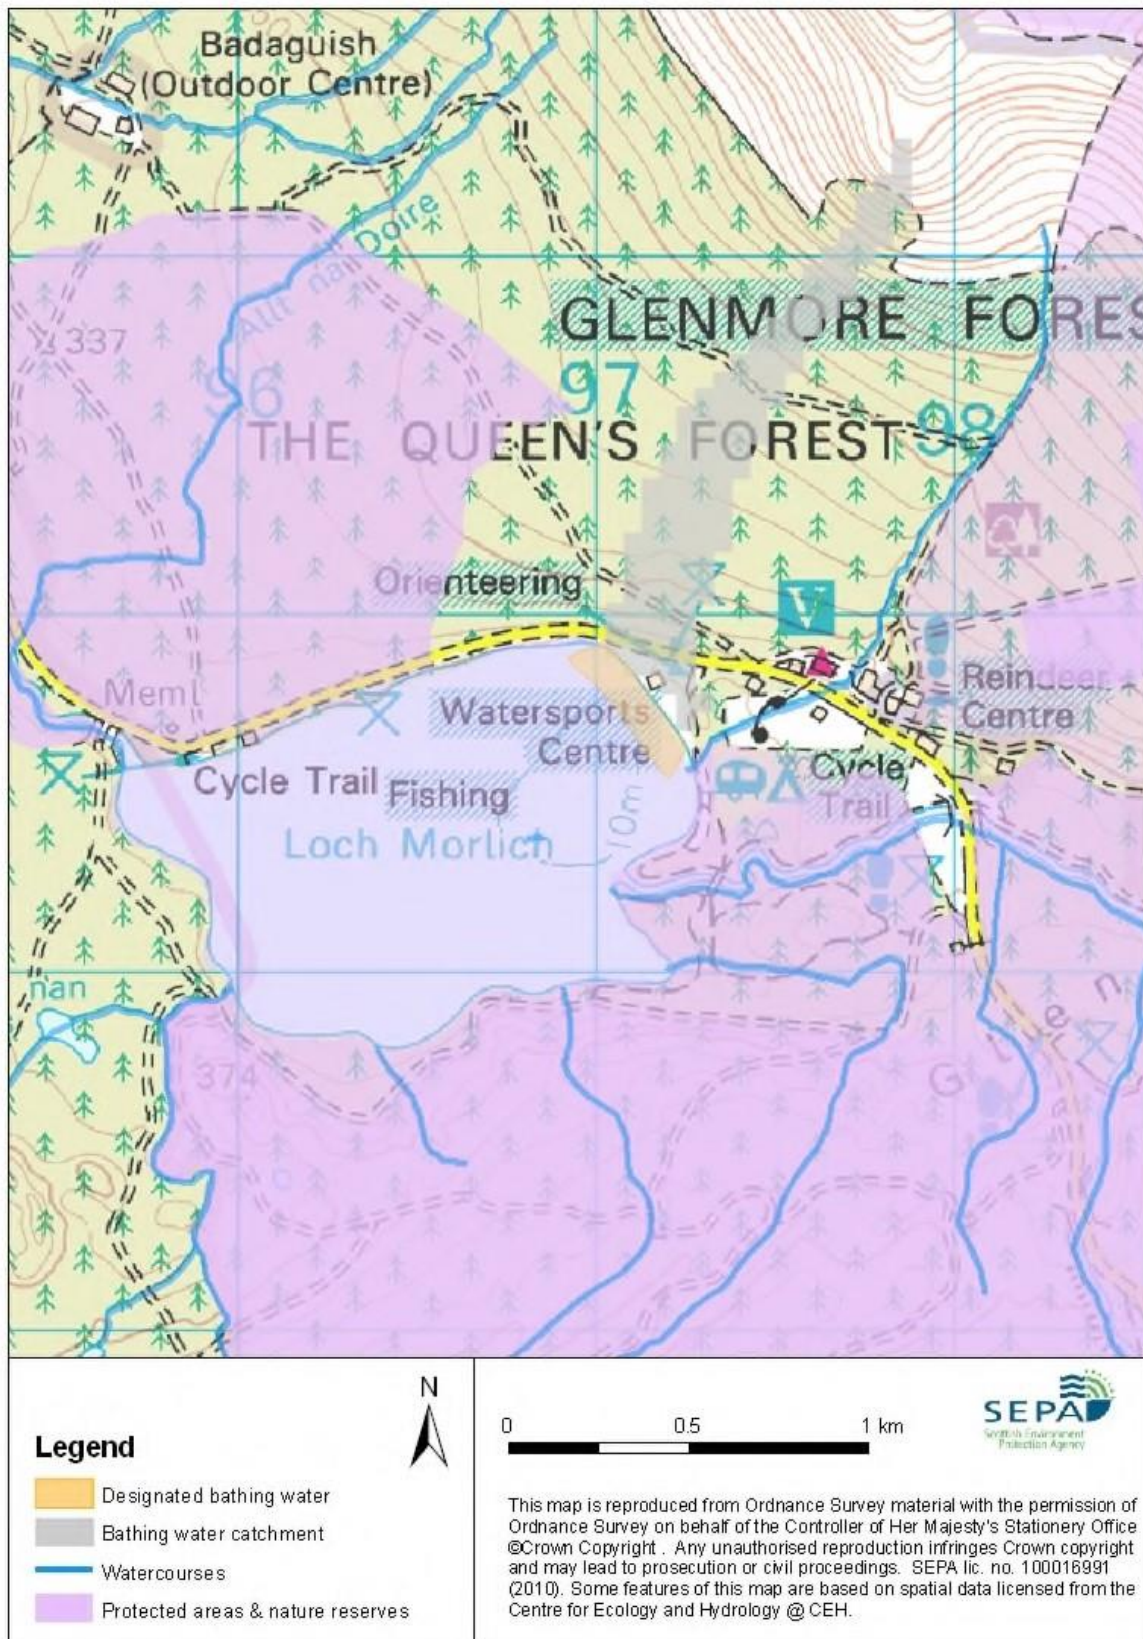 Badaguish
(Outdoor Centre)
Allt nan Doire
GLENMORE FORES
337
96
97
98
THE QUEEN'S FOREST
Orienteering
V
Meml
Watersports
Centre
Reindeer
Centre
Cycle Trail
Fishing
Cycle
Trail
10m
Loch Morlich
nan
374
G l e n
Legend
Designated bathing water
Bathing water catchment
Watercourses
Protected areas & nature reserves
N
0 0.5 1 km
SEPA
Scottish Environment
Protection Agency
This map is reproduced from Ordnance Survey material with the permission of
Ordnance Survey on behalf of the Controller of Her Majesty's Stationery Office
©Crown Copyright . Any unauthorised reproduction infringes Crown copyright
and may lead to prosecution or civil proceedings. SEPA lic. no. 100016991
(2010). Some features of this map are based on spatial data licensed from the
Centre for Ecology and Hydrology @ CEH.